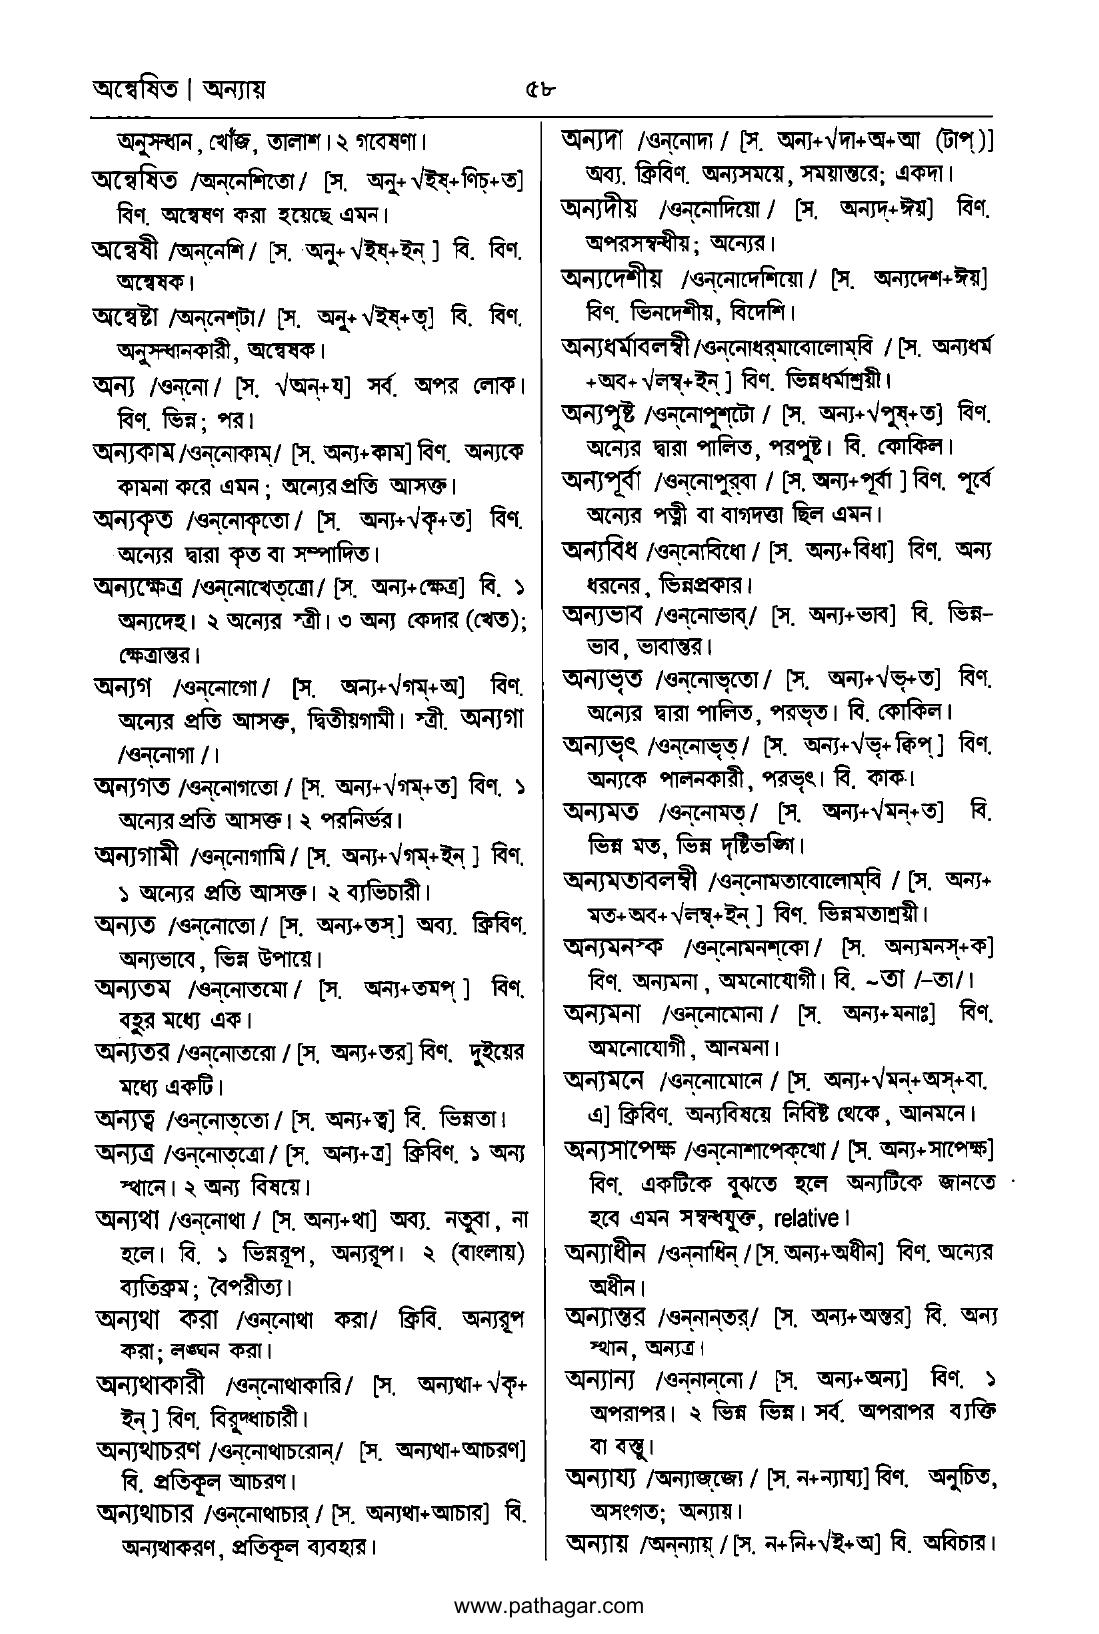 অন্বেষিত | অন্যায়
৫৮
অনুসন্ধান, খোঁজ, তালাশ। ২ গবেষণা।
অন্বেষিত /অন্‌নেশিতো/ [স. অনু+√ইষ্‌+ণিচ্‌+ত]
বিণ. অন্বেষণ করা হয়েছে এমন।
অন্বেষী /অন্‌নেশি/ [স. অনু+√ইষ্‌+ইন্‌] বি. বিণ.
অন্বেষক।
অন্বেষ্টা /অন্‌নেশ্‌টা/ [স. অনু+√ইষ্‌+তৃ] বি. বিণ.
অনুসন্ধানকারী, অন্বেষক।
অন্য /ওন্‌নো/ [স. √অন্‌+য] সর্ব. অপর লোক।
বিণ. ভিন্ন; পর।
অন্যকাম /ওন্‌নোকাম্‌/ [স. অন্য+কাম] বিণ. অন্যকে
কামনা করে এমন; অন্যের প্রতি আসক্ত।
অন্যকৃত /ওন্‌নোকৃতো/ [স. অন্য+√কৃ+ত] বিণ.
অন্যের দ্বারা কৃত বা সম্পাদিত।
অন্যক্ষেত্র /ওন্‌নোখেত্‌ত্রো/ [স. অন্য+ক্ষেত্র] বি. ১
অন্যদেহ। ২ অন্যের স্ত্রী। ৩ অন্য কেদার (খেত);
ক্ষেত্রান্তর।
অন্যগ /ওন্‌নোগো/ [স. অন্য+√গম্‌+অ] বিণ.
অন্যের প্রতি আসক্ত, দ্বিতীয়গামী। স্ত্রী. অন্যগা
/ওন্‌নোগা/।
অন্যগত /ওন্‌নোগতো/ [স. অন্য+√গম্‌+ত] বিণ. ১
অন্যের প্রতি আসক্ত। ২ পরনির্ভর।
অন্যগামী /ওন্‌নোগামি/ [স. অন্য+√গম্‌+ইন্‌] বিণ.
১ অন্যের প্রতি আসক্ত। ২ ব্যভিচারী।
অন্যত /ওন্‌নোতো/ [স. অন্য+তস্‌] অব্য. ক্রিবিণ.
অন্যভাবে, ভিন্ন উপায়ে।
অন্যতম /ওন্‌নোতমো/ [স. অন্য+তমপ্‌] বিণ.
বহুর মধ্যে এক।
অন্যতর /ওন্‌নোতরো/ [স. অন্য+তর] বিণ. দুইয়ের
মধ্যে একটি।
অন্যত্ব /ওন্‌নোত্‌তো/ [স. অন্য+ত্ব] বি. ভিন্নতা।
অন্যত্র /ওন্‌নোত্‌ত্রো/ [স. অন্য+ত্র] ক্রিবিণ. ১ অন্য
স্থানে। ২ অন্য বিষয়ে।
অন্যথা /ওন্‌নোথা/ [স. অন্য+থা] অব্য. নতুবা, না
হলে। বি. ১ ভিন্নরূপ, অন্যরূপ। ২ (বাংলায়)
ব্যতিক্রম; বৈপরীত্য।
অন্যথা করা /ওন্‌নোথা করা/ ক্রিবি. অন্যরূপ
করা; লঙ্ঘন করা।
অন্যথাকারী /ওন্‌নোথাকারি/ [স. অন্যথা+√কৃ+
ইন্‌] বিণ. বিরুদ্ধাচারী।
অন্যথাচরণ /ওন্‌নোথাচরোন্‌/ [স. অন্যথা+আচরণ]
বি. প্রতিকূল আচরণ।
অন্যথাচার /ওন্‌নোথাচার্‌/ [স. অন্যথা+আচার] বি.
অন্যথাকরণ, প্রতিকূল ব্যবহার।
অন্যদা /ওন্‌নোদা/ [স. অন্য+√দা+অ+আ (টাপ্‌)]
অব্য. ক্রিবিণ. অন্যসময়ে, সময়ান্তরে; একদা।
অন্যদীয় /ওন্‌নোদিয়ো/ [স. অন্যদ্‌+ঈয়] বিণ.
অপরসম্বন্ধীয়; অন্যের।
অন্যদেশীয় /ওন্‌নোদেশিয়ো/ [স. অন্যদেশ+ঈয়]
বিণ. ভিনদেশীয়, বিদেশি।
অন্যধর্মাবলম্বী /ওন্‌নোধর্‌মাবোলোম্‌বি/ [স. অন্যধর্ম
+অব+√লম্ব্‌+ইন্‌] বিণ. ভিন্নধর্মাশ্রয়ী।
অন্যপুষ্ট /ওন্‌নোপুশ্‌টো/ [স. অন্য+√পুষ্‌+ত] বিণ.
অন্যের দ্বারা পালিত, পরপুষ্ট। বি. কোকিল।
অন্যপূর্বা /ওন্‌নোপুর্‌বা/ [স. অন্য+পূর্বা] বিণ. পূর্বে
অন্যের পত্নী বা বাগদত্তা ছিল এমন।
অন্যবিধ /ওন্‌নোবিধো/ [স. অন্য+বিধা] বিণ. অন্য
ধরনের, ভিন্নপ্রকার।
অন্যভাব /ওন্‌নোভাব্‌/ [স. অন্য+ভাব] বি. ভিন্ন–
ভাব, ভাবান্তর।
অন্যভৃত /ওন্‌নোভৃতো/ [স. অন্য+√ভৃ+ত] বিণ.
অন্যের দ্বারা পালিত, পরভৃত। বি. কোকিল।
অন্যভৃৎ /ওন্‌নোভৃত্‌/ [স. অন্য+√ভৃ+ক্বিপ্‌] বিণ.
অন্যকে পালনকারী, পরভৃৎ। বি. কাক।
অন্যমত /ওন্‌নোমত্‌/ [স. অন্য+√মন্‌+ত] বি.
ভিন্ন মত, ভিন্ন দৃষ্টিভঙ্গি।
অন্যমতাবলম্বী /ওন্‌নোমতাবোলোম্‌বি/ [স. অন্য+
মত+অব+√লম্ব্‌+ইন্‌] বিণ. ভিন্নমতাশ্রয়ী।
অন্যমনস্ক /ওন্‌নোমনশ্‌কো/ [স. অন্যমনস্‌+ক]
বিণ. অন্যমনা, অমনোযোগী। বি. ~তা /–তা/।
অন্যমনা /ওন্‌নোমোনা/ [স. অন্য+মনাঃ] বিণ.
অমনোযোগী, আনমনা।
অন্যমনে /ওন্‌নোমোনে/ [স. অন্য+√মন্‌+অস্‌+বা.
এ] ক্রিবিণ. অন্যবিষয়ে নিবিষ্ট থেকে, আনমনে।
অন্যসাপেক্ষ /ওন্‌নোশাপেক্‌খো/ [স. অন্য+সাপেক্ষ]
বিণ. একটিকে বুঝতে হলে অন্যটিকে জানতে
হবে এমন সম্বন্ধযুক্ত, relative।
অন্যাধীন /ওন্‌নাধিন্‌/ [স. অন্য+অধীন] বিণ. অন্যের
অধীন।
অন্যান্তর /ওন্‌নান্‌তর্‌/ [স. অন্য+অন্তর] বি. অন্য
স্থান, অন্যত্র।
অন্যান্য /ওন্‌নান্‌নো/ [স. অন্য+অন্য] বিণ. ১
অপরাপর। ২ ভিন্ন ভিন্ন। সর্ব. অপরাপর ব্যক্তি
বা বস্তু।
অন্যায্য /অন্যাজ্‌জো/ [স. ন+ন্যায্য] বিণ. অনুচিত,
অসংগত; অন্যায়।
অন্যায় /অন্‌ন্যায়্‌/ [স. ন+নি+√ই+অ] বি. অবিচার।
www.pathagar.com